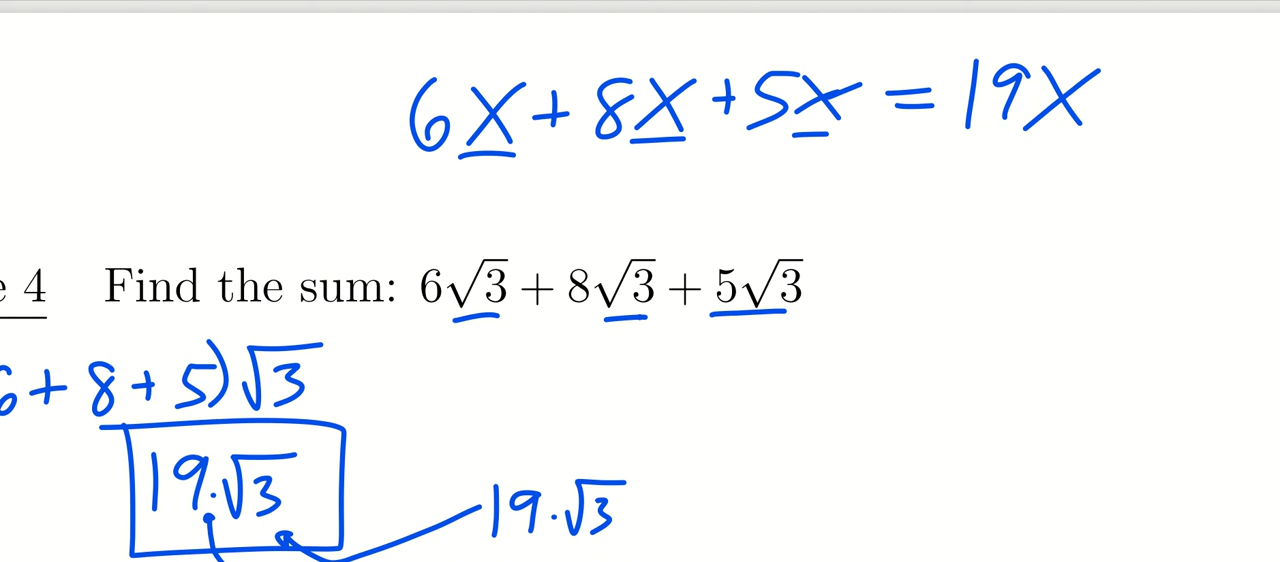 6x + 8x + 5x = 19x
e 4 Find the sum: 6√3 + 8√3 + 5√3
6 + 8 + 5)√3
19·√3
19·√3